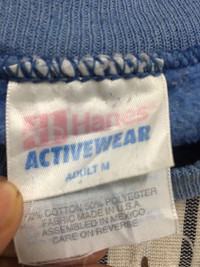 Hanes
ACTIVEWEAR
ADULT M
50% COTTON 50% POLYESTER
FABRIC MADE IN U.S.A.
ASSEMBLED IN MEXICO
CARE ON REVERSE